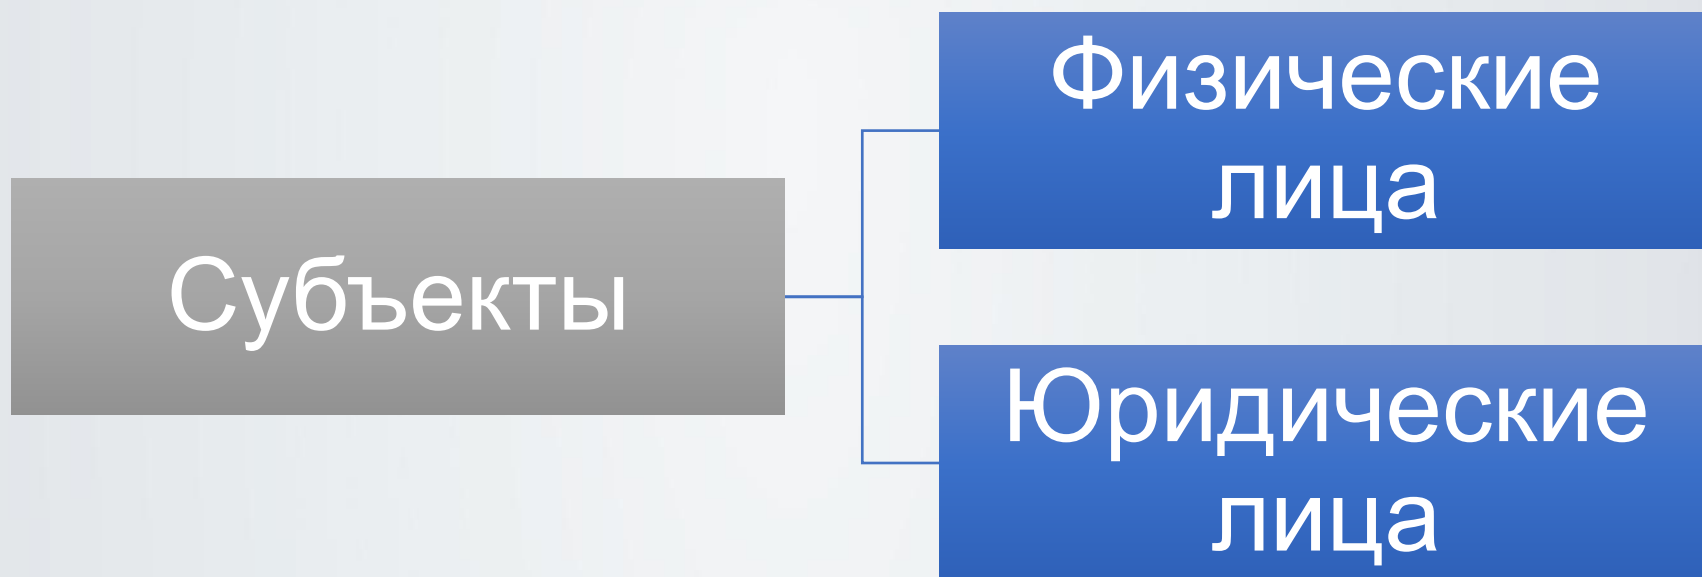 Физические
лица
Субъекты
Юридические
лица